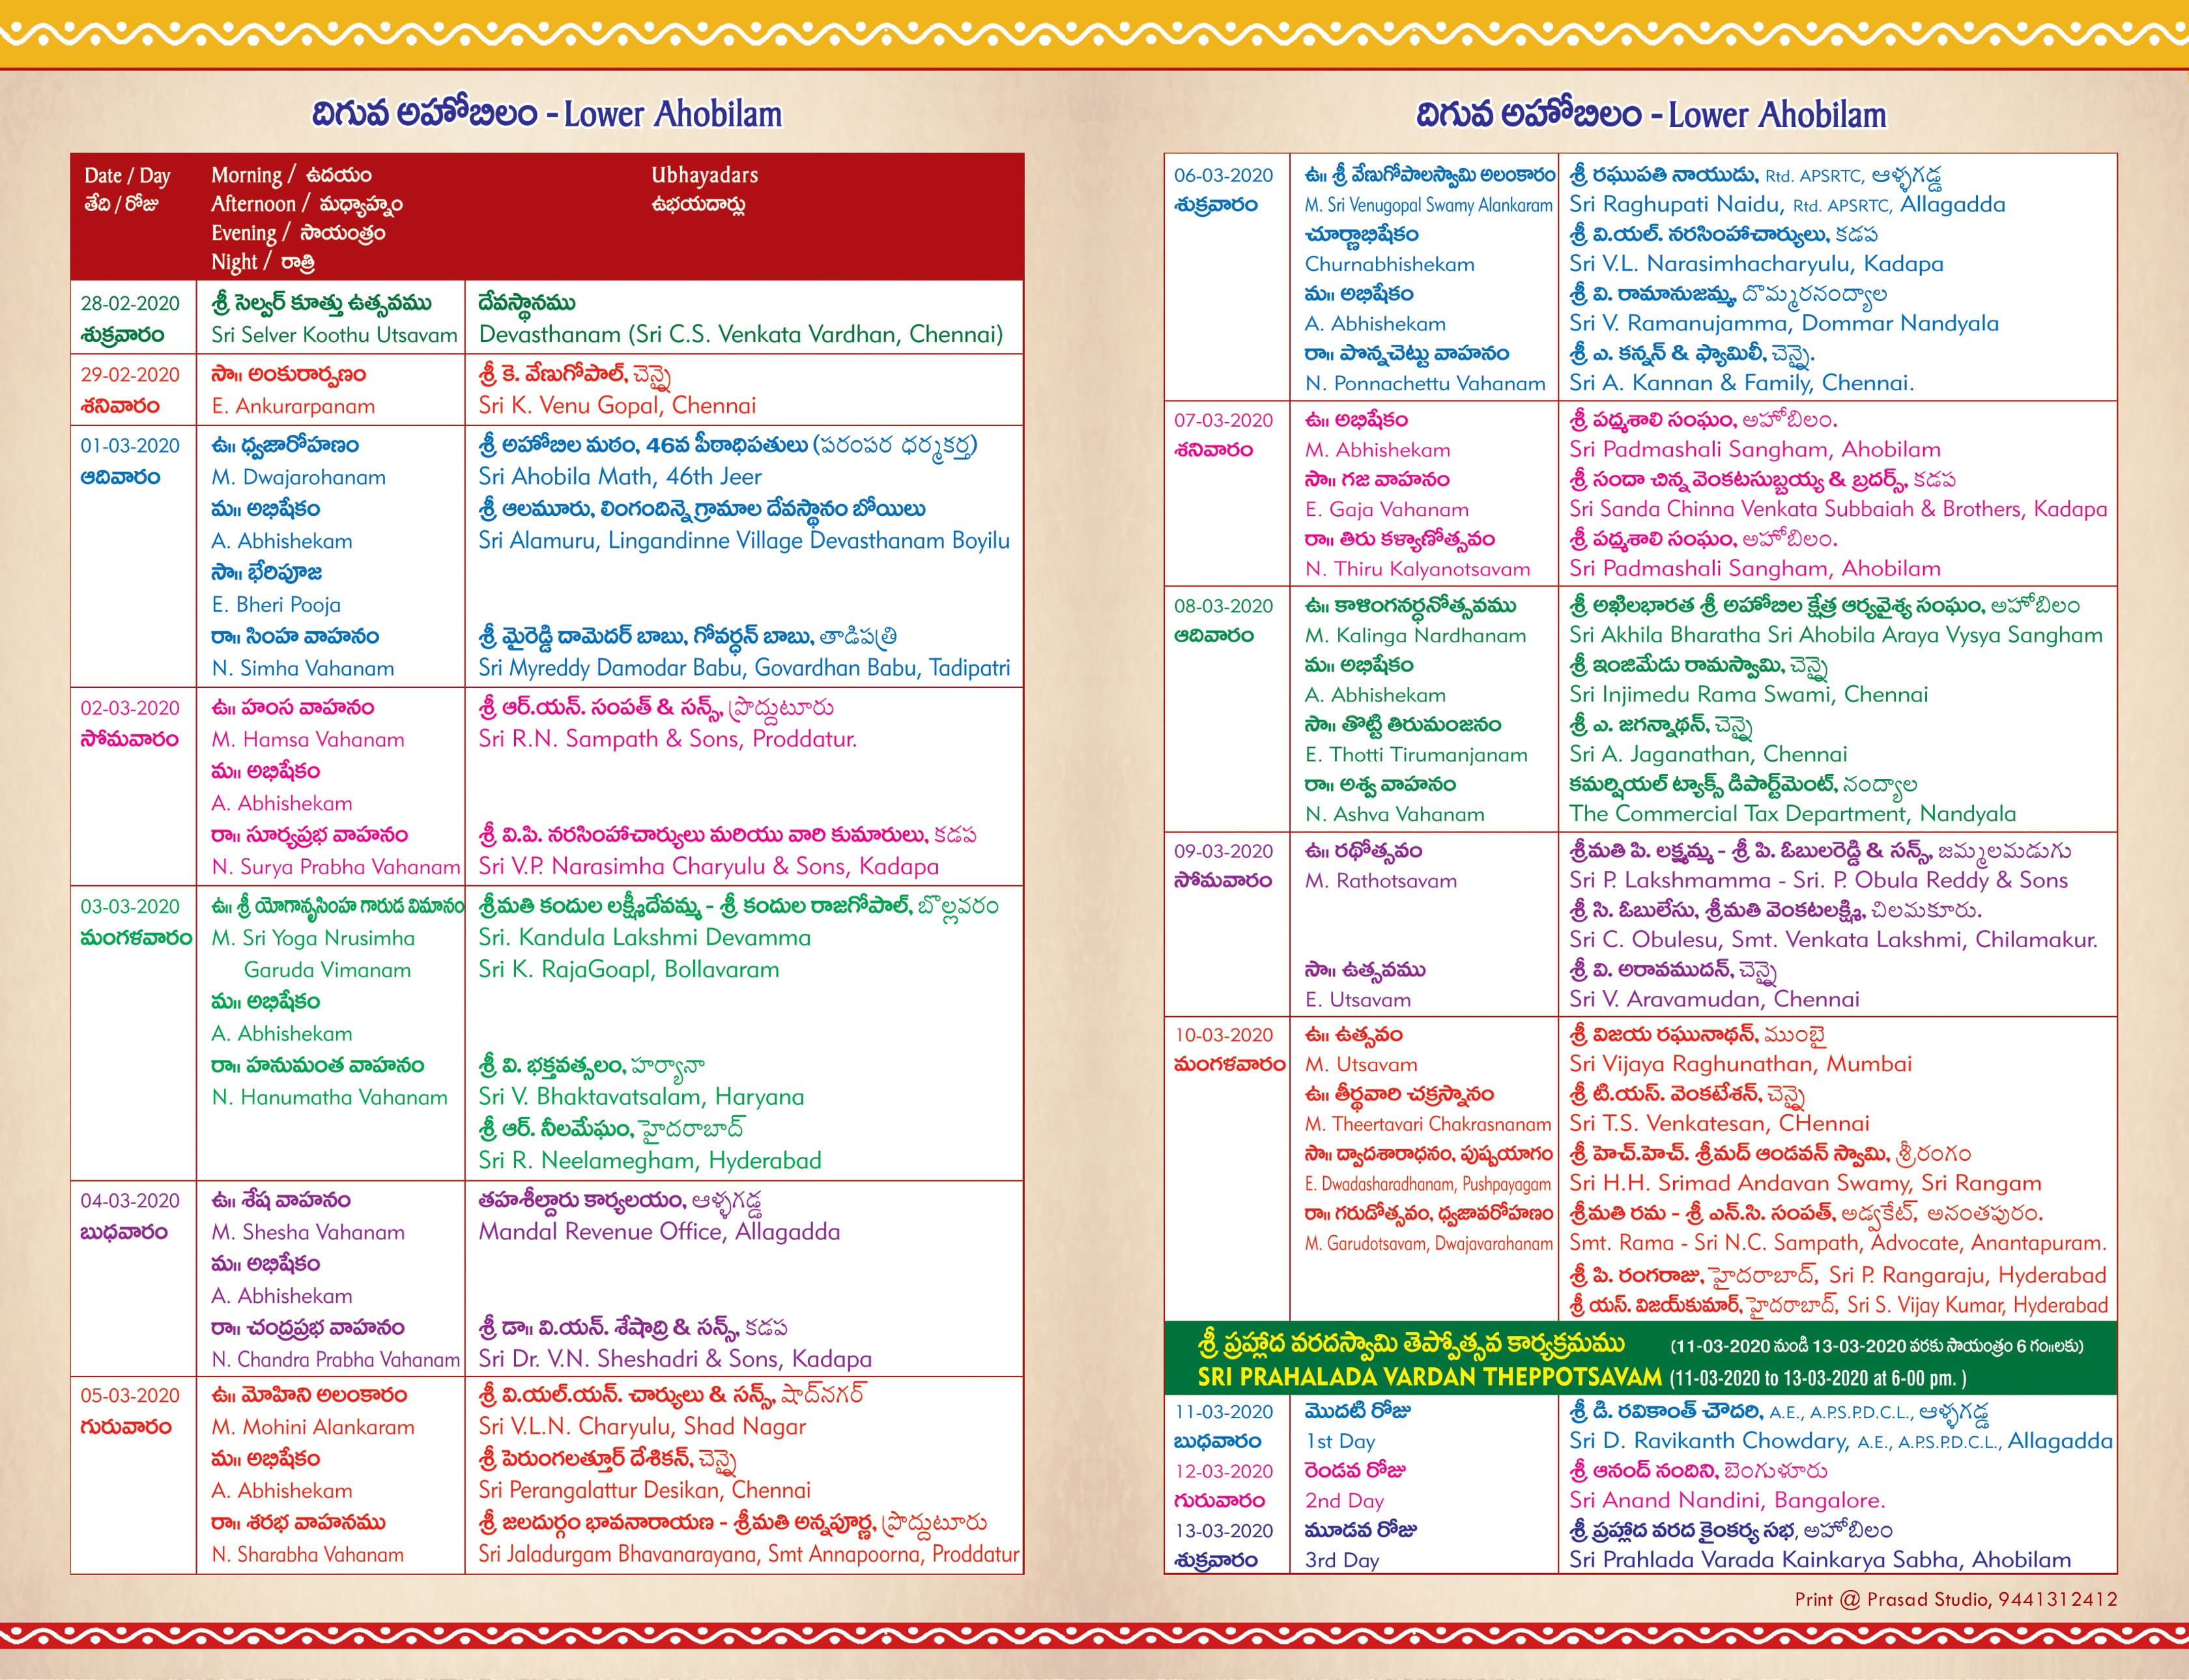 దిగువ అహోబిలం - Lower Ahobilam
Date / Day
తేది / రోజు
Morning / ఉదయం
Afternoon / మధ్యాహ్నం
Evening / సాయంత్రం
Night / రాత్రి
Ubhayadars
ఉభయదార్లు
28-02-2020 శ్రీ సెల్వర్ కూత్తు ఉత్సవము దేవస్థానము
శుక్రవారం Sri Selver Koothu Utsavam Devasthanam (Sri C.S. Venkata Vardhan, Chennai)
29-02-2020 సా॥ అంకురార్పణం శ్రీ కె. వేణుగోపాల్, చెన్నై
శనివారం E. Ankurarpanam Sri K. Venu Gopal, Chennai
01-03-2020 ఉ॥ ధ్వజారోహణం శ్రీ అహోబిల మఠం, 46వ పీఠాధిపతులు (పరంపర ధర్మకర్త)
ఆదివారం M. Dwajarohanam Sri Ahobila Math, 46th Jeer
మ॥ అభిషేకం శ్రీ ఆలమూరు, లింగందిన్నె గ్రామాల దేవస్థానం బోయిలు
A. Abhishekam Sri Alamuru, Lingandinne Village Devasthanam Boyilu
సా॥ భేరిపూజ
E. Bheri Pooja
రా॥ సింహ వాహనం శ్రీ మైరెడ్డి దామెదర్ బాబు, గోవర్ధన్ బాబు, తాడిపత్రి
N. Simha Vahanam Sri Myreddy Damodar Babu, Govardhan Babu, Tadipatri
02-03-2020 ఉ॥ హంస వాహనం శ్రీ ఆర్.యన్. సంపత్ & సన్స్, ప్రొద్దుటూరు
సోమవారం M. Hamsa Vahanam Sri R.N. Sampath & Sons, Proddatur.
మ॥ అభిషేకం
A. Abhishekam
రా॥ సూర్యప్రభ వాహనం శ్రీ వి.పి. నరసింహాచార్యులు మరియు వారి కుమారులు, కడప
N. Surya Prabha Vahanam Sri V.P. Narasimha Charyulu & Sons, Kadapa
03-03-2020 ఉ॥ శ్రీ యోగానృసింహ గారుడ విమానం శ్రీమతి కందుల లక్ష్మీదేవమ్మ - శ్రీ కందుల రాజగోపాల్, బొల్లవరం
మంగళవారం M. Sri Yoga Nrusimha Sri. Kandula Lakshmi Devamma
Garuda Vimanam Sri K. RajaGoapl, Bollavaram
మ॥ అభిషేకం
A. Abhishekam
రా॥ హనుమంత వాహనం శ్రీ వి. భక్తవత్సలం, హర్యానా
N. Hanumatha Vahanam Sri V. Bhaktavatsalam, Haryana
శ్రీ ఆర్. నీలమేఘం, హైదరాబాద్
Sri R. Neelamegham, Hyderabad
04-03-2020 ఉ॥ శేష వాహనం తహశీల్దారు కార్యలయం, ఆళ్ళగడ్డ
బుధవారం M. Shesha Vahanam Mandal Revenue Office, Allagadda
మ॥ అభిషేకం
A. Abhishekam
రా॥ చంద్రప్రభ వాహనం శ్రీ డా॥ వి.యన్. శేషాద్రి & సన్స్, కడప
N. Chandra Prabha Vahanam Sri Dr. V.N. Sheshadri & Sons, Kadapa
05-03-2020 ఉ॥ మోహిని అలంకారం శ్రీ వి.యల్.యన్. చార్యులు & సన్స్, షాద్‌నగర్
గురువారం M. Mohini Alankaram Sri V.L.N. Charyulu, Shad Nagar
మ॥ అభిషేకం శ్రీ పెరుంగలత్తూర్ దేశికన్, చెన్నై
A. Abhishekam Sri Perangalattur Desikan, Chennai
రా॥ శరభ వాహనము శ్రీ జలదుర్గం భావనారాయణ - శ్రీమతి అన్నపూర్ణ, ప్రొద్దుటూరు
N. Sharabha Vahanam Sri Jaladurgam Bhavanarayana, Smt Annapoorna, Proddatur
దిగువ అహోబిలం - Lower Ahobilam
06-03-2020 ఉ॥ శ్రీ వేణుగోపాలస్వామి అలంకారం శ్రీ రఘుపతి నాయుడు, Rtd. APSRTC, ఆళ్ళగడ్డ
శుక్రవారం M. Sri Venugopal Swamy Alankaram Sri Raghupati Naidu, Rtd. APSRTC, Allagadda
చూర్ణాభిషేకం శ్రీ వి.యల్. నరసింహాచార్యులు, కడప
Churnabhishekam Sri V.L. Narasimhacharyulu, Kadapa
మ॥ అభిషేకం శ్రీ వి. రామానుజమ్మ, దొమ్మరనంద్యాల
A. Abhishekam Sri V. Ramanujamma, Dommar Nandyala
రా॥ పొన్నచెట్టు వాహనం శ్రీ ఎ. కన్నన్ & ఫ్యామిలీ, చెన్నై.
N. Ponnachettu Vahanam Sri A. Kannan & Family, Chennai.
07-03-2020 ఉ॥ అభిషేకం శ్రీ పద్మశాలి సంఘం, అహోబిలం.
శనివారం M. Abhishekam Sri Padmashali Sangham, Ahobilam
సా॥ గజ వాహనం శ్రీ సందా చిన్న వెంకటసుబ్బయ్య & బ్రదర్స్, కడప
E. Gaja Vahanam Sri Sanda Chinna Venkata Subbaiah & Brothers, Kadapa
రా॥ తిరు కళ్యాణోత్సవం శ్రీ పద్మశాలి సంఘం, అహోబిలం.
N. Thiru Kalyanotsavam Sri Padmashali Sangham, Ahobilam
08-03-2020 ఉ॥ కాళింగనర్ధనోత్సవము శ్రీ అఖిలభారత శ్రీ అహోబిల క్షేత్ర ఆర్యవైశ్య సంఘం, అహోబిలం
ఆదివారం M. Kalinga Nardhanam Sri Akhila Bharatha Sri Ahobila Araya Vysya Sangham
మ॥ అభిషేకం శ్రీ ఇంజిమేడు రామస్వామి, చెన్నై
A. Abhishekam Sri Injimedu Rama Swami, Chennai
సా॥ తొట్టి తిరుమంజనం శ్రీ ఎ. జగన్నాథన్, చెన్నై
E. Thotti Tirumanjanam Sri A. Jaganathan, Chennai
రా॥ అశ్వ వాహనం కమర్షియల్ ట్యాక్స్ డిపార్ట్‌మెంట్, నంద్యాల
N. Ashva Vahanam The Commercial Tax Department, Nandyala
09-03-2020 ఉ॥ రథోత్సవం శ్రీమతి పి. లక్ష్మమ్మ - శ్రీ పి. ఓబులరెడ్డి & సన్స్, జమ్మలమడుగు
సోమవారం M. Rathotsavam Sri P. Lakshmamma - Sri. P. Obula Reddy & Sons
శ్రీ సి. ఓబులేసు, శ్రీమతి వెంకటలక్ష్మి, చిలమకూరు.
Sri C. Obulesu, Smt. Venkata Lakshmi, Chilamakur.
సా॥ ఉత్సవము శ్రీ వి. అరావముదన్, చెన్నై
E. Utsavam Sri V. Aravamudan, Chennai
10-03-2020 ఉ॥ ఉత్సవం శ్రీ విజయ రఘునాథన్, ముంబై
మంగళవారం M. Utsavam Sri Vijaya Raghunathan, Mumbai
ఉ॥ తీర్థవారి చక్రస్నానం శ్రీ టి.యస్. వెంకటేశన్, చెన్నై
M. Theertavari Chakrasnanam Sri T.S. Venkatesan, CHennai
సా॥ ద్వాదశారాధనం, పుష్పయాగం శ్రీ హెచ్.హెచ్. శ్రీమద్ ఆండవన్ స్వామి, శ్రీరంగం
E. Dwadasharadhanam, Pushpayagam Sri H.H. Srimad Andavan Swamy, Sri Rangam
రా॥ గరుడోత్సవం, ధ్వజావరోహణం శ్రీమతి రమ - శ్రీ ఎన్.సి. సంపత్, అడ్వకేట్, అనంతపురం.
M. Garudotsavam, Dwajavarahanam Smt. Rama - Sri N.C. Sampath, Advocate, Anantapuram.
శ్రీ పి. రంగరాజు, హైదరాబాద్, Sri P. Rangaraju, Hyderabad
శ్రీ యస్. విజయ్‌కుమార్, హైదరాబాద్, Sri S. Vijay Kumar, Hyderabad
శ్రీ ప్రహ్లాద వరదస్వామి తెప్పోత్సవ కార్యక్రమము (11-03-2020 నుండి 13-03-2020 వరకు సాయంత్రం 6 గం॥లకు)
SRI PRAHALADA VARDAN THEPPOTSAVAM (11-03-2020 to 13-03-2020 at 6-00 pm. )
11-03-2020 మొదటి రోజు శ్రీ డి. రవికాంత్ చౌదరి, A.E., A.P.S.P.D.C.L., ఆళ్ళగడ్డ
బుధవారం 1st Day Sri D. Ravikanth Chowdary, A.E., A.P.S.P.D.C.L., Allagadda
12-03-2020 రెండవ రోజు శ్రీ ఆనంద్ నందిని, బెంగుళూరు
గురువారం 2nd Day Sri Anand Nandini, Bangalore.
13-03-2020 మూడవ రోజు శ్రీ ప్రహ్లాద వరద కైంకర్య సభ, అహోబిలం
శుక్రవారం 3rd Day Sri Prahlada Varada Kainkarya Sabha, Ahobilam
Print @ Prasad Studio, 9441312412